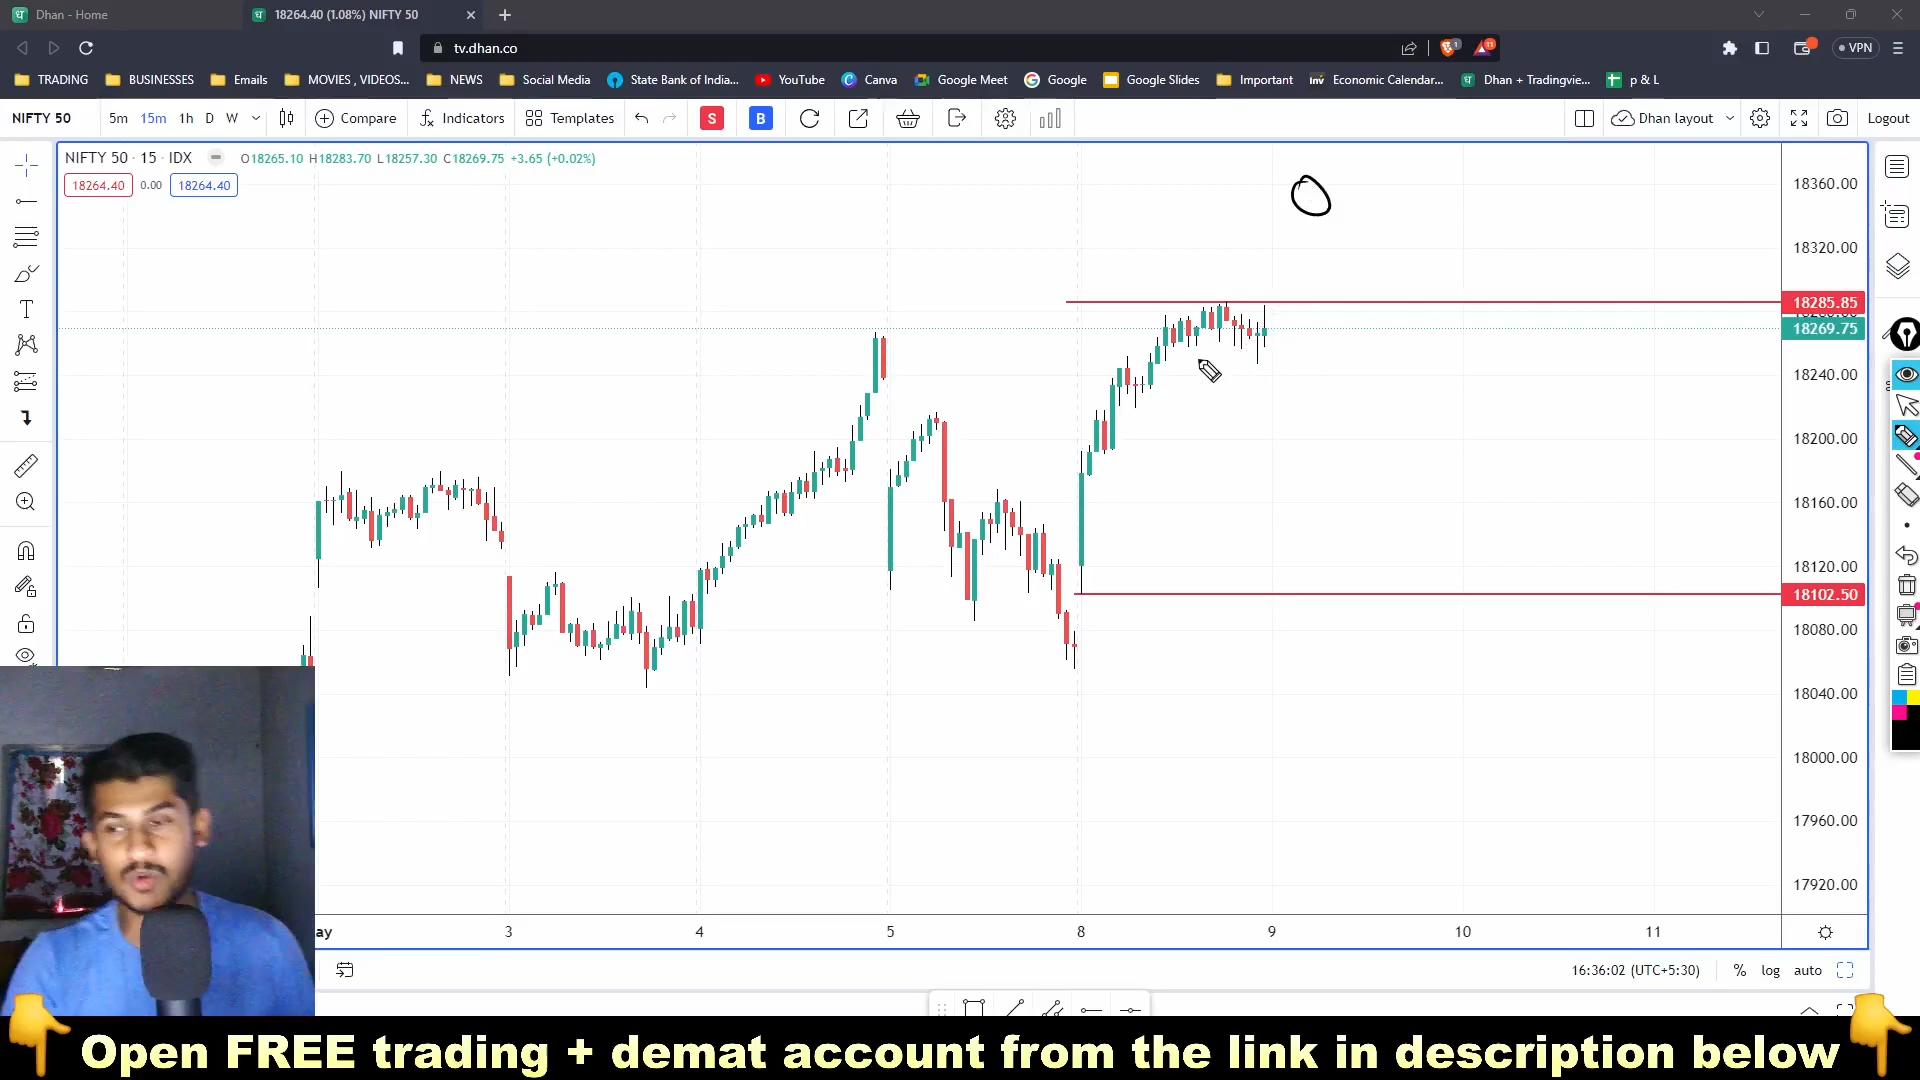 Dhan - Home
18264.40 (1.08%) NIFTY 50
tv.dhan.co
1
11
VPN
TRADING
BUSINESSES
Emails
MOVIES , VIDEOS...
NEWS
Social Media
State Bank of India...
YouTube
Canva
Google Meet
Google
Google Slides
Important
Inv Economic Calendar...
Dhan + Tradingvie...
p & L
NIFTY 50
5m
15m
1h
D
W
Compare
Indicators
Templates
S
B
Dhan layout
Logout
NIFTY 50 · 15 · IDX
O18265.10 H18283.70 L18257.30 C18269.75 +3.65 (+0.02%)
18264.40
0.00
18264.40
18360.00
18320.00
18285.85
18269.75
18240.00
18200.00
18160.00
18120.00
18102.50
18080.00
18040.00
18000.00
17960.00
17920.00
ay
3
4
5
8
9
10
11
16:36:02 (UTC+5:30)
%
log
auto
Open FREE trading + demat account from the link in description below